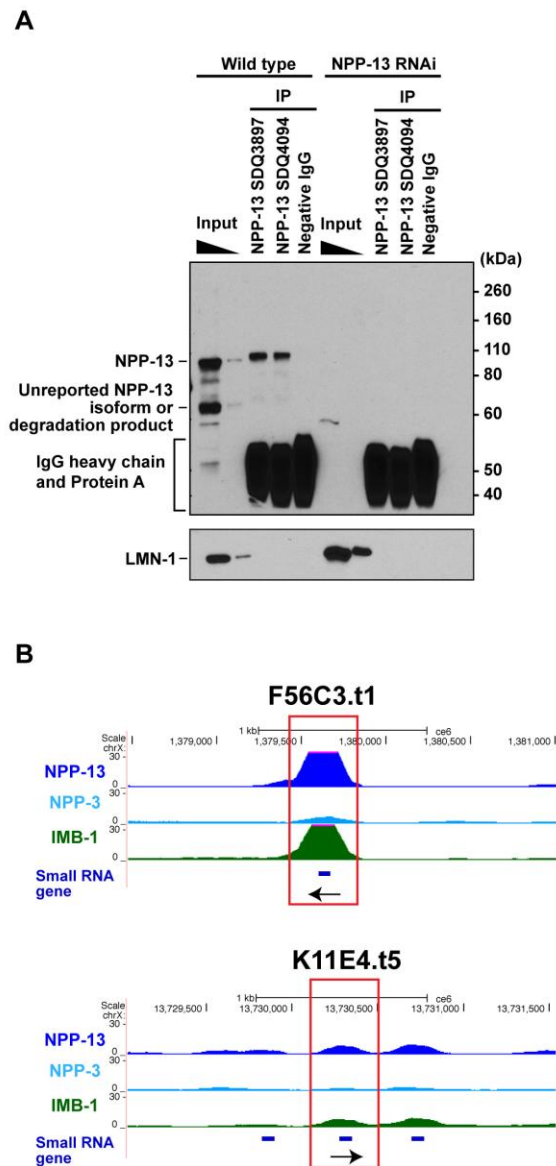 A
Wild type
NPP-13 RNAi
IP
IP
Input
NPP-13 SDQ3897
NPP-13 SDQ4094
Negative IgG
Input
NPP-13 SDQ3897
NPP-13 SDQ4094
Negative IgG
(kDa)
260
160
110
NPP-13
80
Unreported NPP-13
isoform or
degradation product
60
IgG heavy chain
and Protein A
50
40
LMN-1
B
F56C3.t1
Scale
1 kb
ce6
chrX:
1,379,000
1,379,500
1,380,000
1,380,500
1,381,000
30
NPP-13
0
30
NPP-3
0
30
IMB-1
0
Small RNA
gene
K11E4.t5
Scale
1 kb
ce6
chrX:
13,729,500
13,730,000
13,730,500
13,731,000
13,731,500
30
NPP-13
0
30
NPP-3
0
30
IMB-1
0
Small RNA
gene